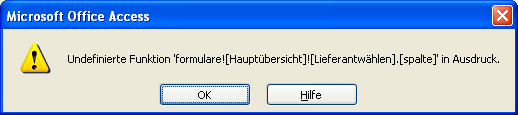 Microsoft Office Access
Undefinierte Funktion 'formulare![Hauptübersicht]![Lieferantwählen].[spalte]' in Ausdruck.
OK
Hilfe